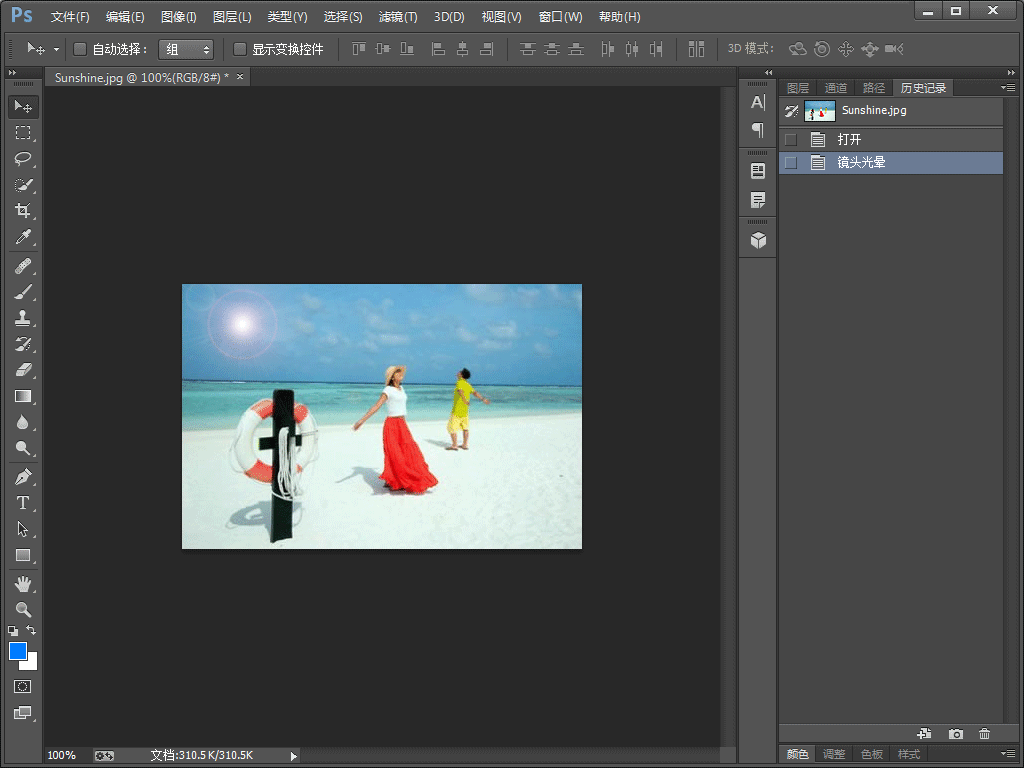 Ps 文件(F) 编辑(E) 图像(I) 图层(L) 类型(Y) 选择(S) 滤镜(T) 3D(D) 视图(V) 窗口(W) 帮助(H)
自动选择： 组 显示变换控件 3D 模式：
Sunshine.jpg @ 100%(RGB/8#) * ×
图层 通道 路径 历史记录
Sunshine.jpg
打开
镜头光晕
100% 文档:310.5K/310.5K
颜色 调整 色板 样式